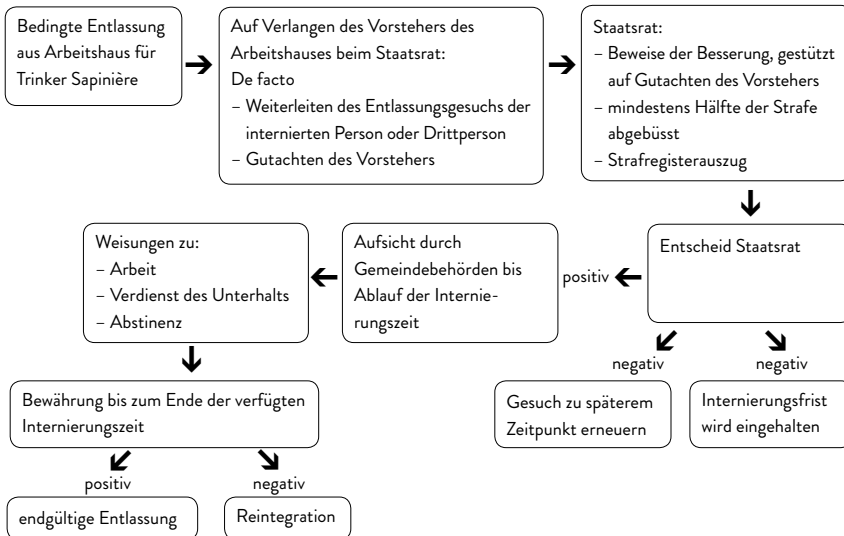 Bedingte Entlassung
aus Arbeitshaus für
Trinker Sapinière
Auf Verlangen des Vorstehers des
Arbeitshauses beim Staatsrat:
De facto
– Weiterleiten des Entlassungsgesuchs der
internierten Person oder Drittperson
– Gutachten des Vorstehers
Staatsrat:
– Beweise der Besserung, gestützt
auf Gutachten des Vorstehers
– mindestens Hälfte der Strafe
abgebüsst
– Strafregisterauszug
Entscheid Staatsrat
positiv
Aufsicht durch
Gemeindebehörden bis
Ablauf der Internie-
rungszeit
Weisungen zu:
– Arbeit
– Verdienst des Unterhalts
– Abstinenz
negativ
negativ
Gesuch zu späterem
Zeitpunkt erneuern
Internierungsfrist
wird eingehalten
Bewährung bis zum Ende der verfügten
Internierungszeit
positiv
negativ
endgültige Entlassung
Reintegration